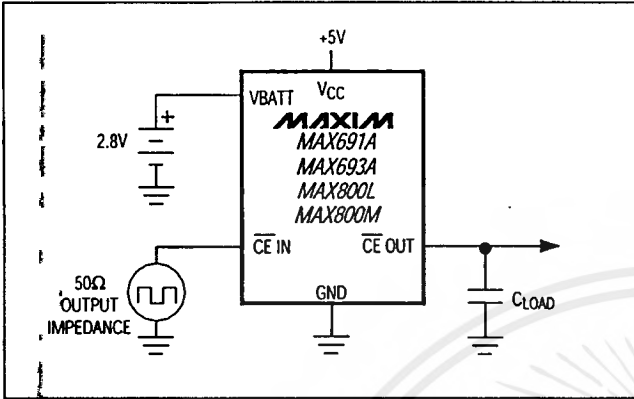 +5V
VBATT
VCC
+
2.8V
MAXIM
MAX691A
MAX693A
MAX800L
MAX800M
CE IN
CE OUT
50Ω
OUTPUT
IMPEDANCE
GND
CLOAD